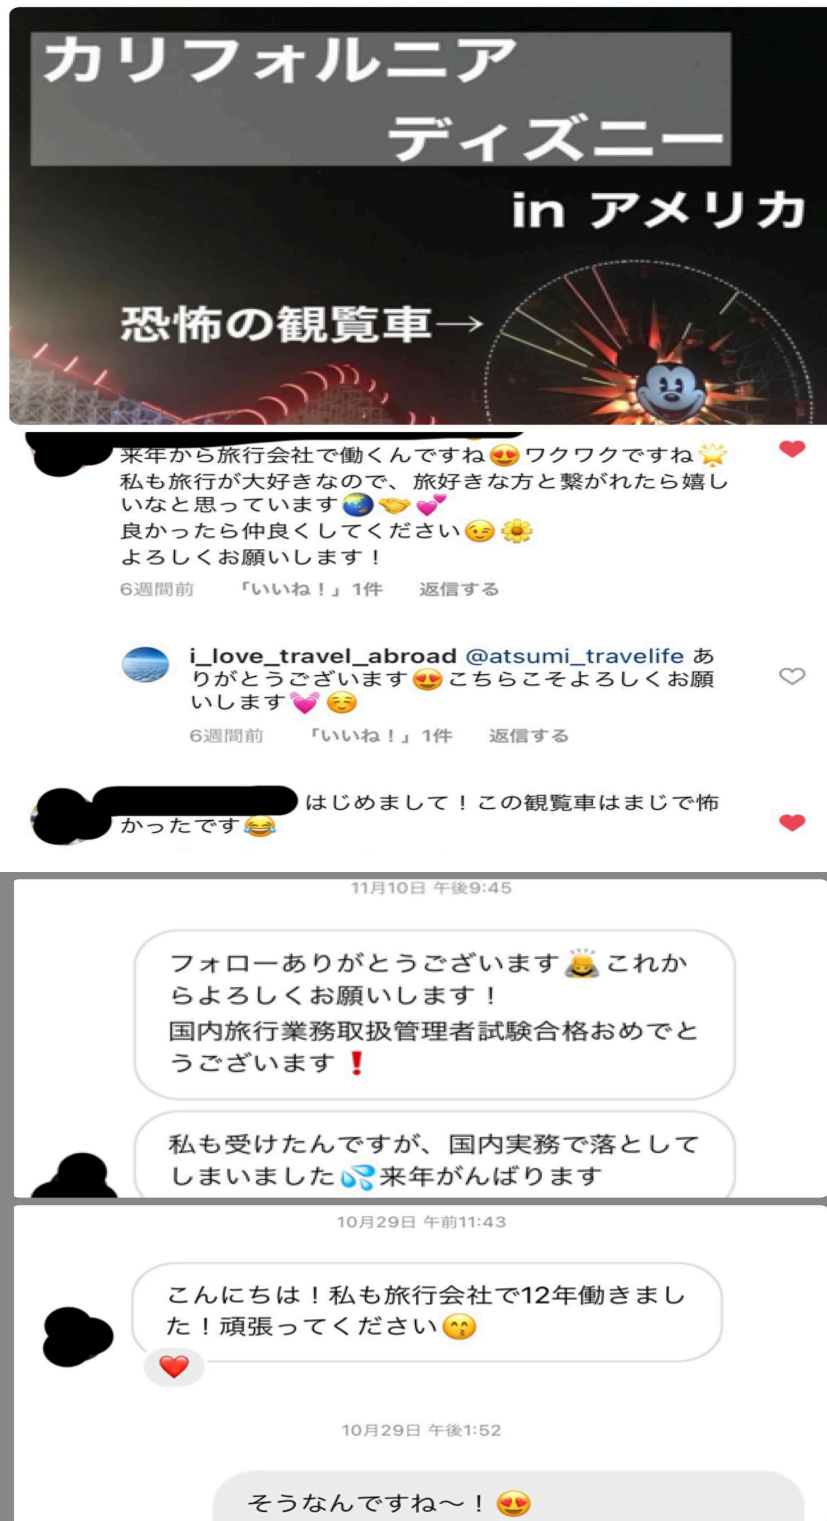 カリフォルニア
ディズニー
in アメリカ
恐怖の観覧車→
来年から旅行会社で働くんですね😍ワクワクですね🌟
私も旅行が大好きなので、旅好きな方と繋がれたら嬉し
いなと思っています🌏🤝💕
良かったら仲良くしてください😉🌼
よろしくお願いします！
6週間前 「いいね！」1件 返信する
i_love_travel_abroad @atsumi_travelife あ
りがとうございます😍こちらこそよろしくお願
いします💓☺️
6週間前 「いいね！」1件 返信する
はじめまして！この観覧車はまじで怖
かったです😂
11月10日 午後9:45
フォローありがとうございます🙇これか
らよろしくお願いします！
国内旅行業務取扱管理者試験合格おめでと
うございます❗
私も受けたんですが、国内実務で落として
しまいました💦来年がんばります
10月29日 午前11:43
こんにちは！私も旅行会社で12年働きまし
た！頑張ってください😙
❤️
10月29日 午後1:52
そうなんですね〜！😍